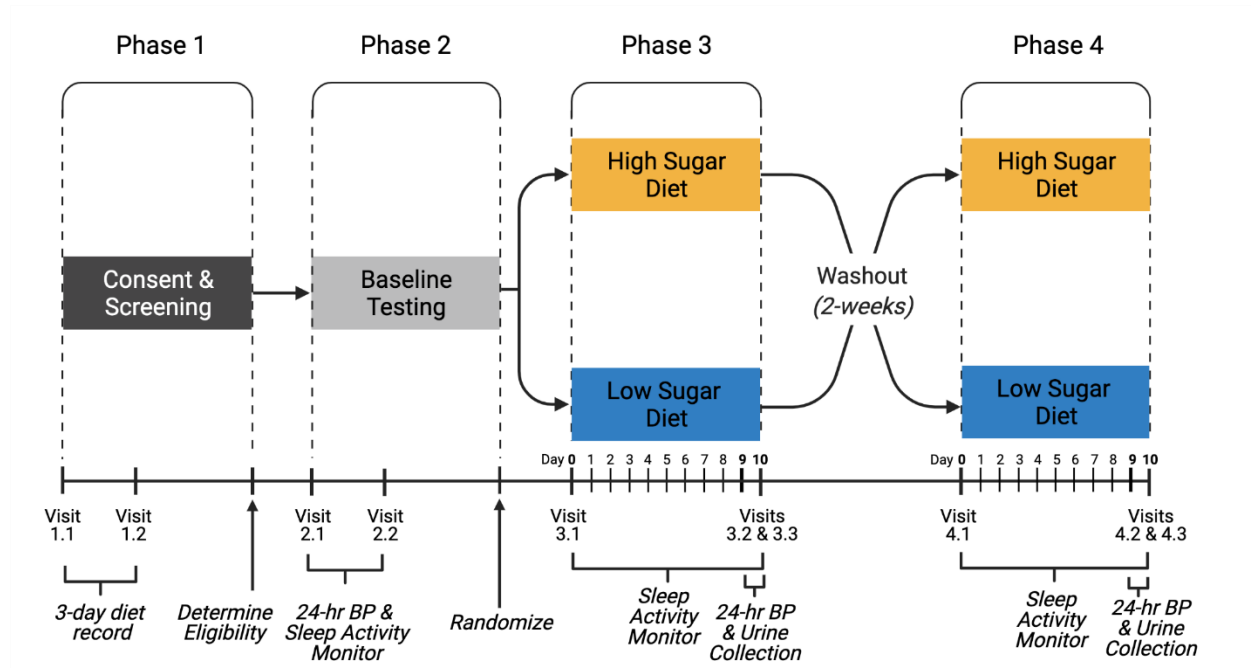 Phase 1
Phase 2
Phase 3
Phase 4
High Sugar
Diet
High Sugar
Diet
Consent &
Screening
Baseline
Testing
Washout
(2-weeks)
Low Sugar
Diet
Low Sugar
Diet
Day 0 1 2 3 4 5 6 7 8 9 10
Day 0 1 2 3 4 5 6 7 8 9 10
Visit
1.1
Visit
1.2
Visit
2.1
Visit
2.2
Visit
3.1
Visits
3.2 & 3.3
Visit
4.1
Visits
4.2 & 4.3
3-day diet
record
Determine
Eligibility
24-hr BP &
Sleep Activity
Monitor
Randomize
Sleep
Activity
Monitor
24-hr BP
& Urine
Collection
Sleep
Activity
Monitor
24-hr BP
& Urine
Collection